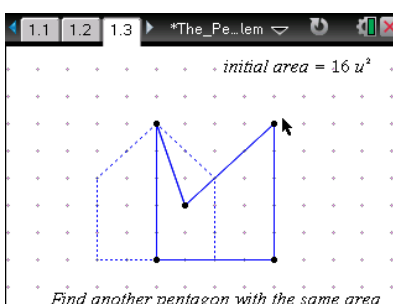 1.1 1.2 1.3 *The_Pe...lem
initial area = 16 u²
Find another pentagon with the same area